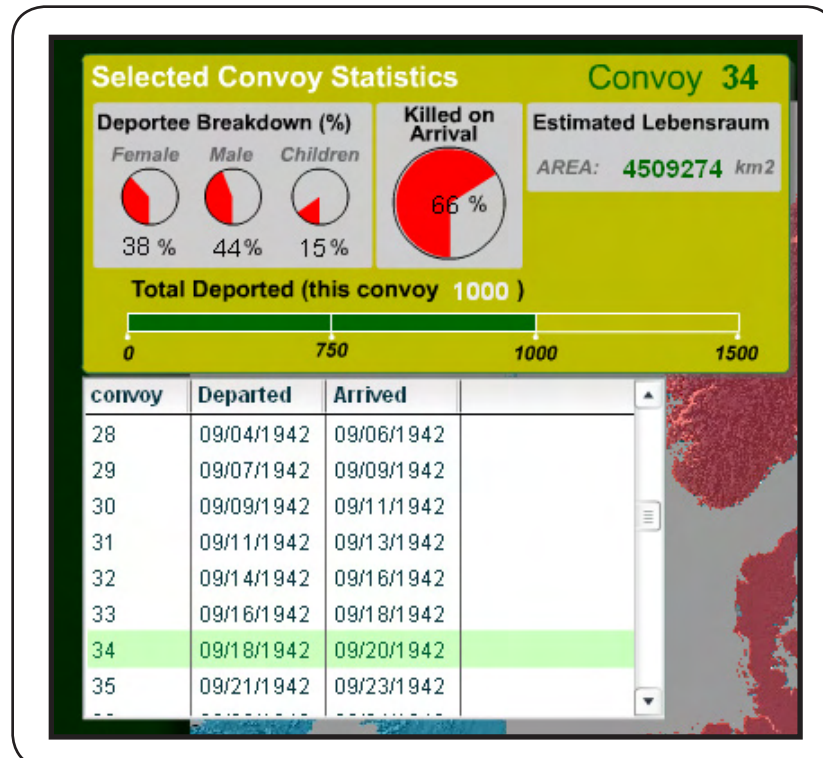 Selected Convoy Statistics Convoy 34
Deportee Breakdown (%) Killed on Arrival Estimated Lebensraum
Female Male Children AREA: 4509274 km2
38 % 44% 15% 66 %
Total Deported (this convoy 1000 )
0 750 1000 1500
convoy Departed Arrived
28 09/04/1942 09/06/1942
29 09/07/1942 09/09/1942
30 09/09/1942 09/11/1942
31 09/11/1942 09/13/1942
32 09/14/1942 09/16/1942
33 09/16/1942 09/18/1942
34 09/18/1942 09/20/1942
35 09/21/1942 09/23/1942